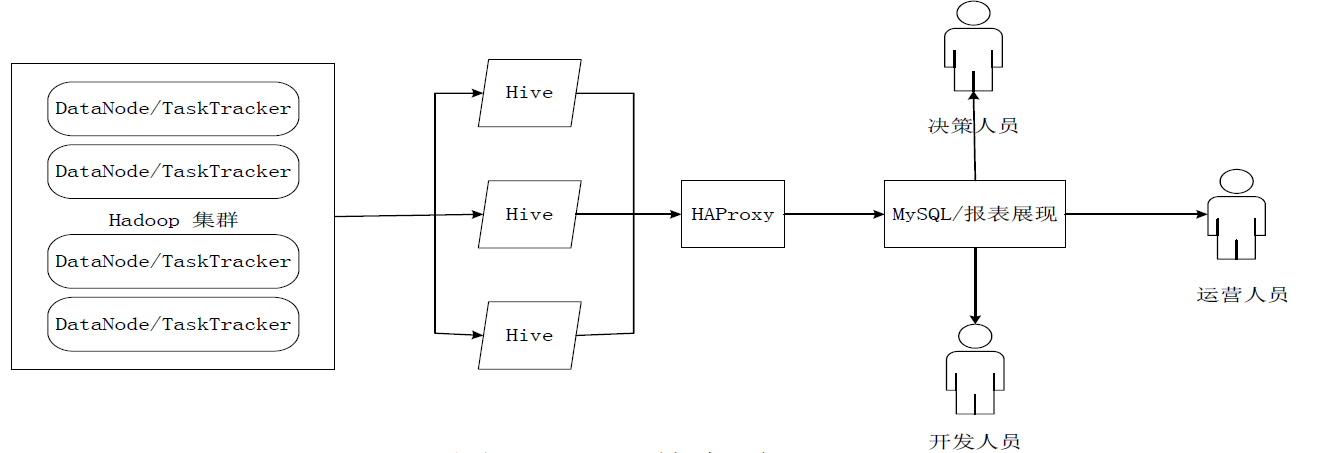 DataNode/TaskTracker
DataNode/TaskTracker
Hadoop 集群
DataNode/TaskTracker
DataNode/TaskTracker
Hive
Hive
Hive
HAProxy
MySQL/报表展现
决策人员
运营人员
开发人员